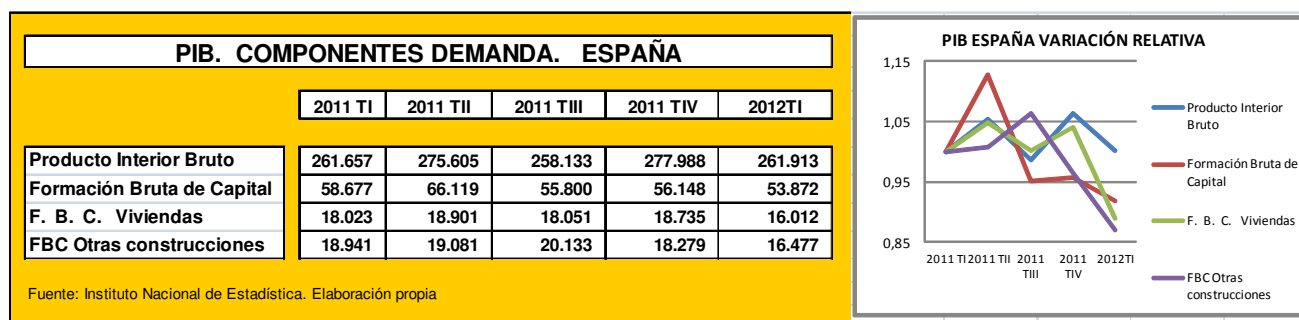 PIB. COMPONENTES DEMANDA. ESPAÑA
2011 TI 2011 TII 2011 TIII 2011 TIV 2012TI
Producto Interior Bruto 261.657 275.605 258.133 277.988 261.913
Formación Bruta de Capital 58.677 66.119 55.800 56.148 53.872
F. B. C. Viviendas 18.023 18.901 18.051 18.735 16.012
FBC Otras construcciones 18.941 19.081 20.133 18.279 16.477
Fuente: Instituto Nacional de Estadística. Elaboración propia
PIB ESPAÑA VARIACIÓN RELATIVA
1,15
1,05
0,95
0,85
2011 TI 2011 TII 2011 2011 2012TI
TIII TIV
Producto Interior
Bruto
Formación Bruta de
Capital
F. B. C. Viviendas
FBC Otras
construcciones